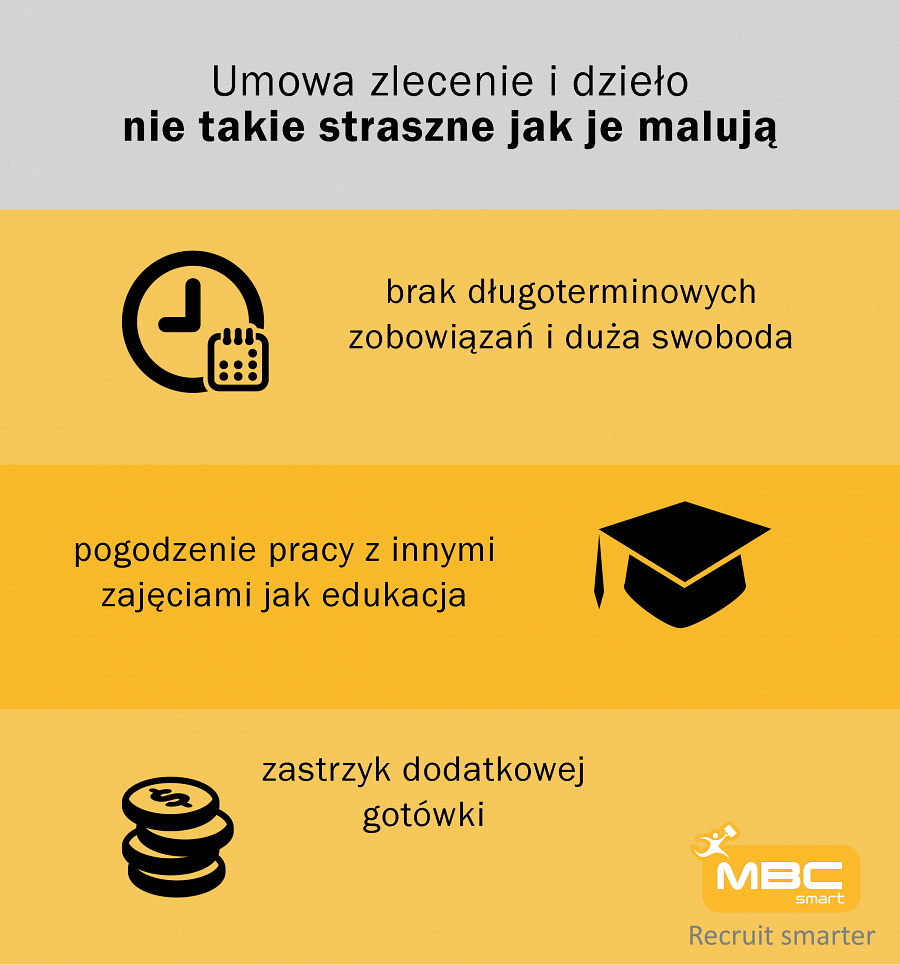 Umowa zlecenie i dzieło
nie takie straszne jak je malują
brak długoterminowych
zobowiązań i duża swoboda
pogodzenie pracy z innymi
zajęciami jak edukacja
zastrzyk dodatkowej
gotówki
MBC
smart
Recruit smarter